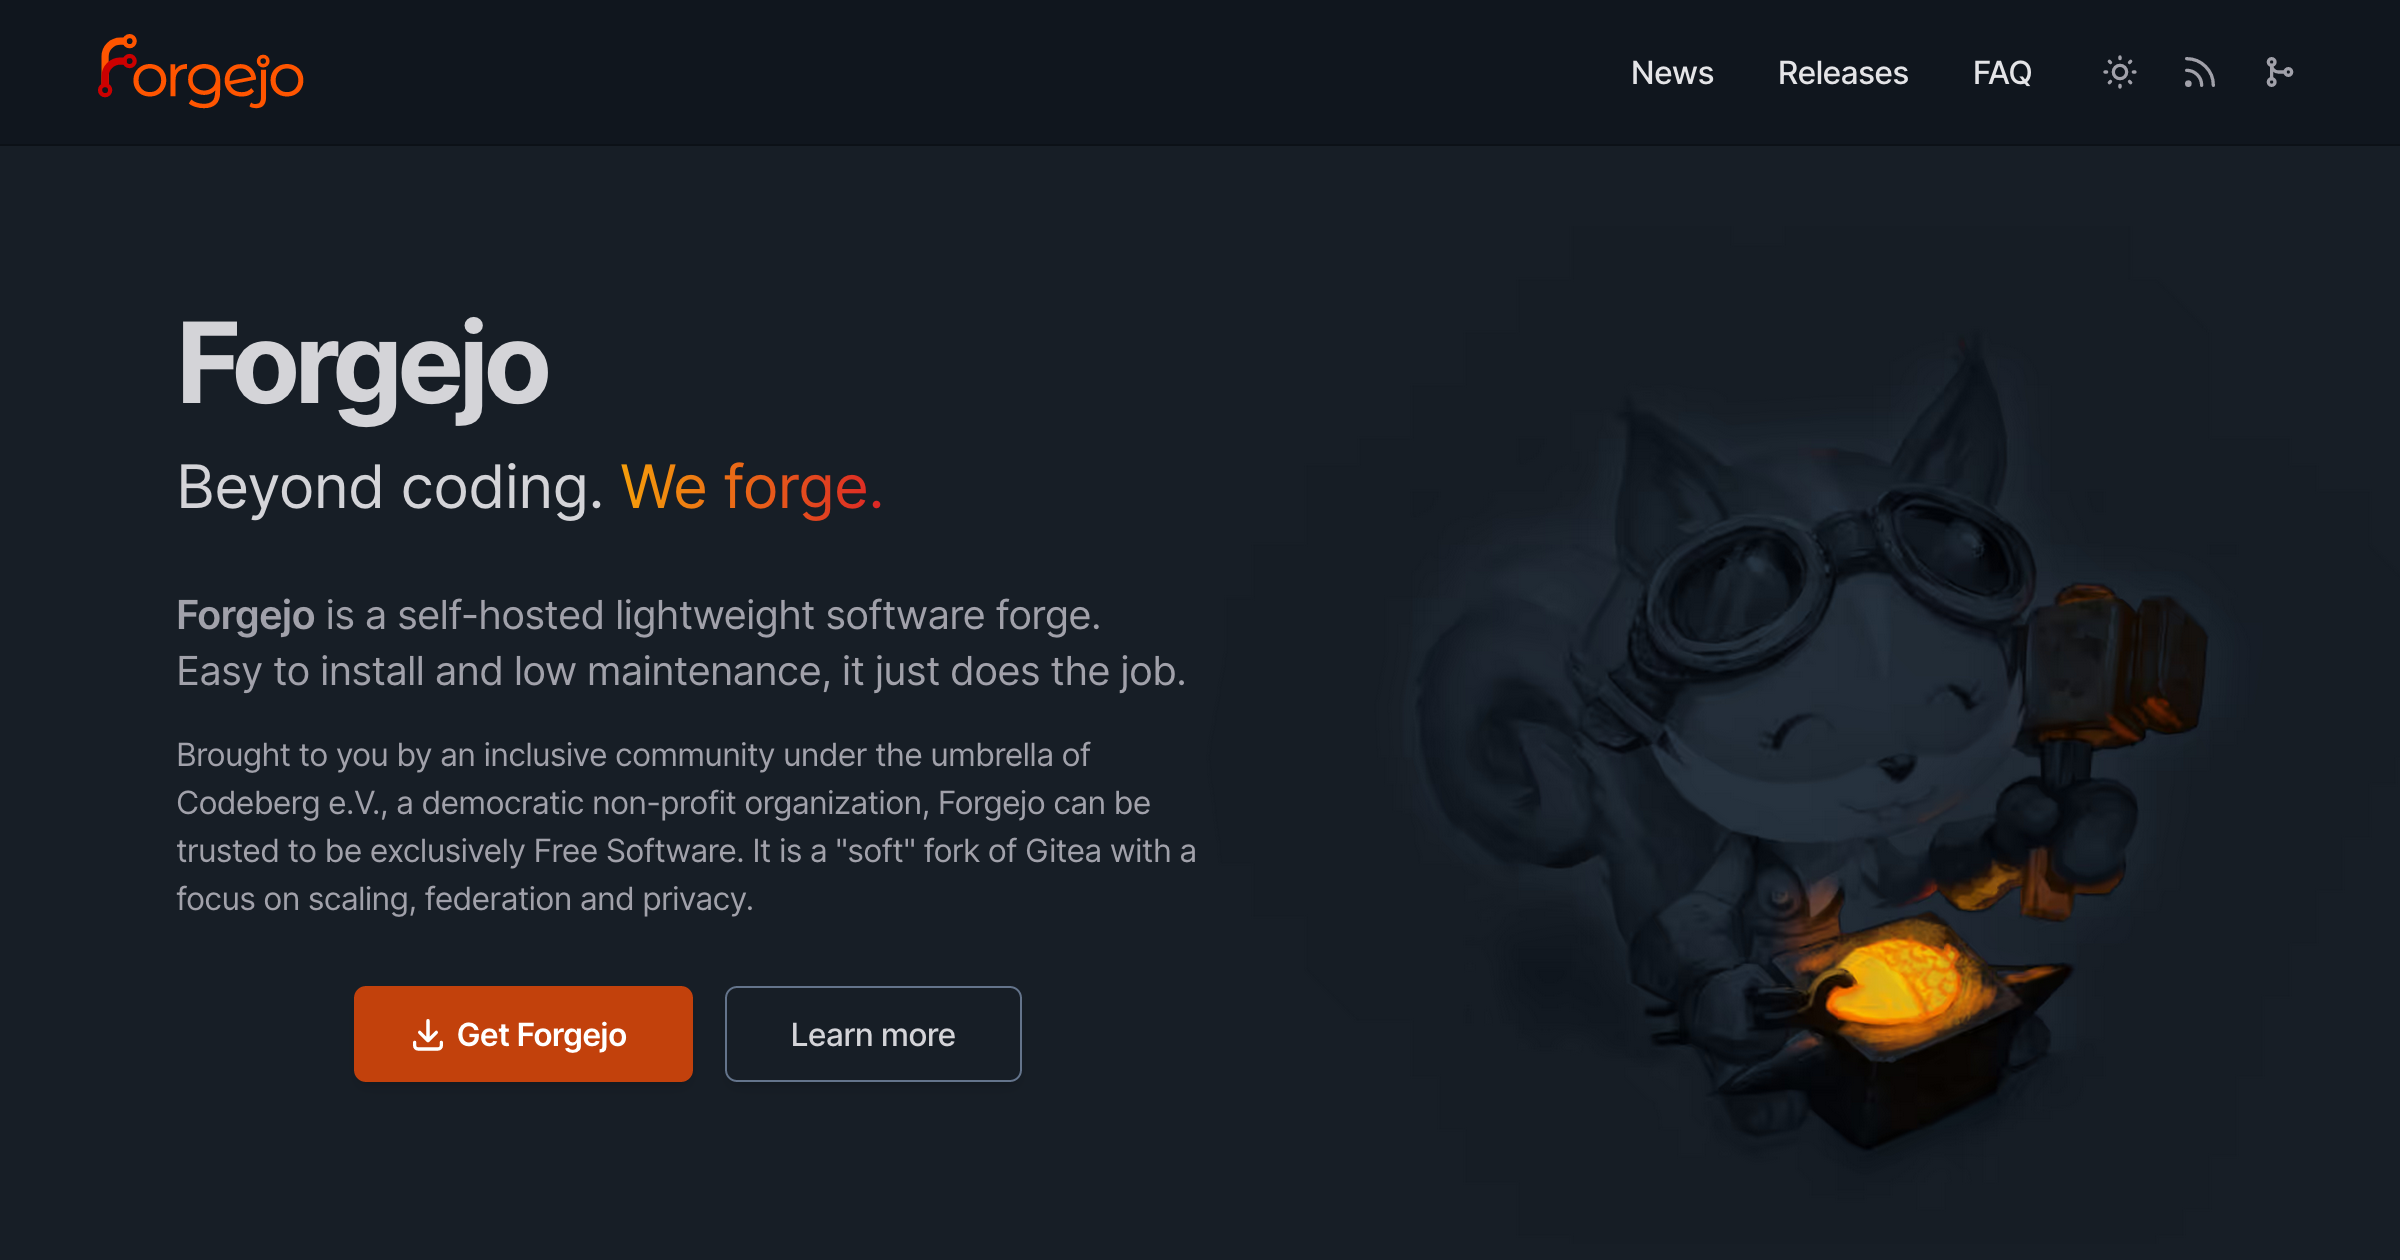 Forgejo
News
Releases
FAQ
Forgejo
Beyond coding. We forge.
Forgejo is a self-hosted lightweight software forge.
Easy to install and low maintenance, it just does the job.
Brought to you by an inclusive community under the umbrella of
Codeberg e.V., a democratic non-profit organization, Forgejo can be
trusted to be exclusively Free Software. It is a "soft" fork of Gitea with a
focus on scaling, federation and privacy.
Get Forgejo
Learn more